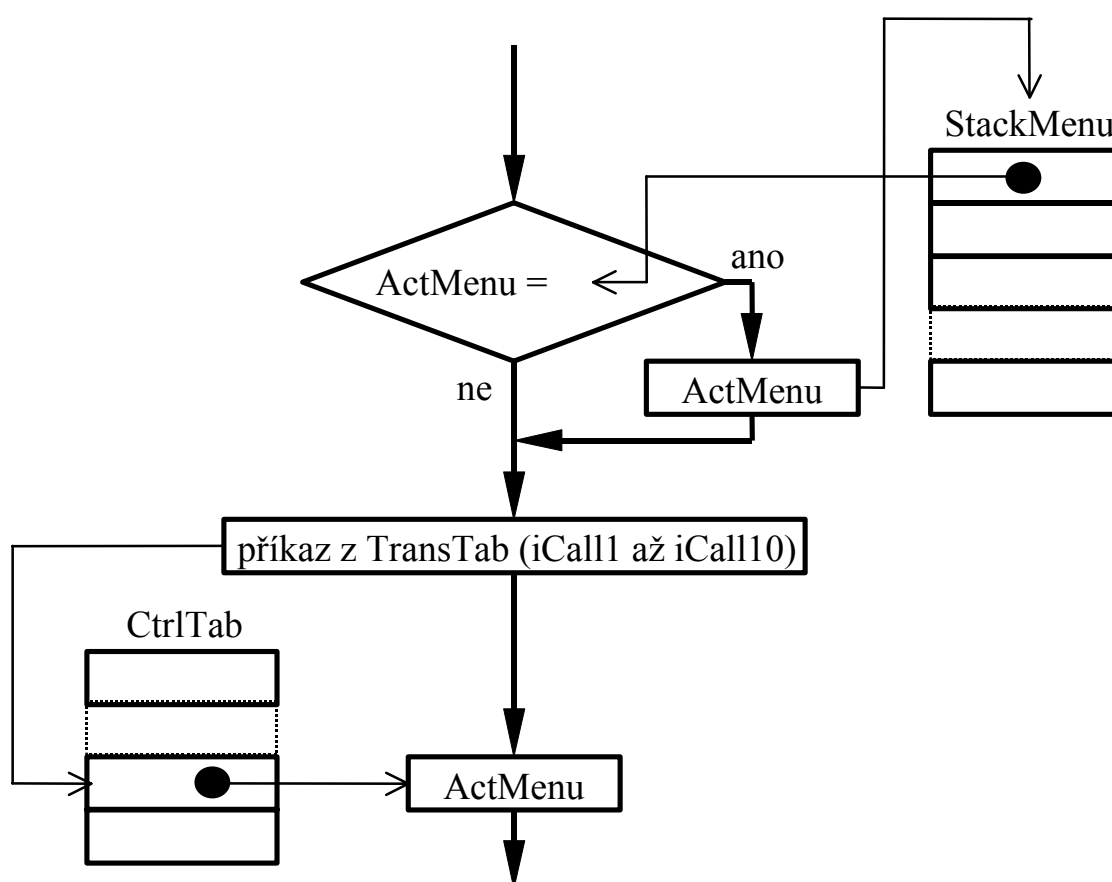 StackMenu
ActMenu =
ano
ActMenu
ne
příkaz z TransTab (iCall1 až iCall10)
CtrlTab
ActMenu